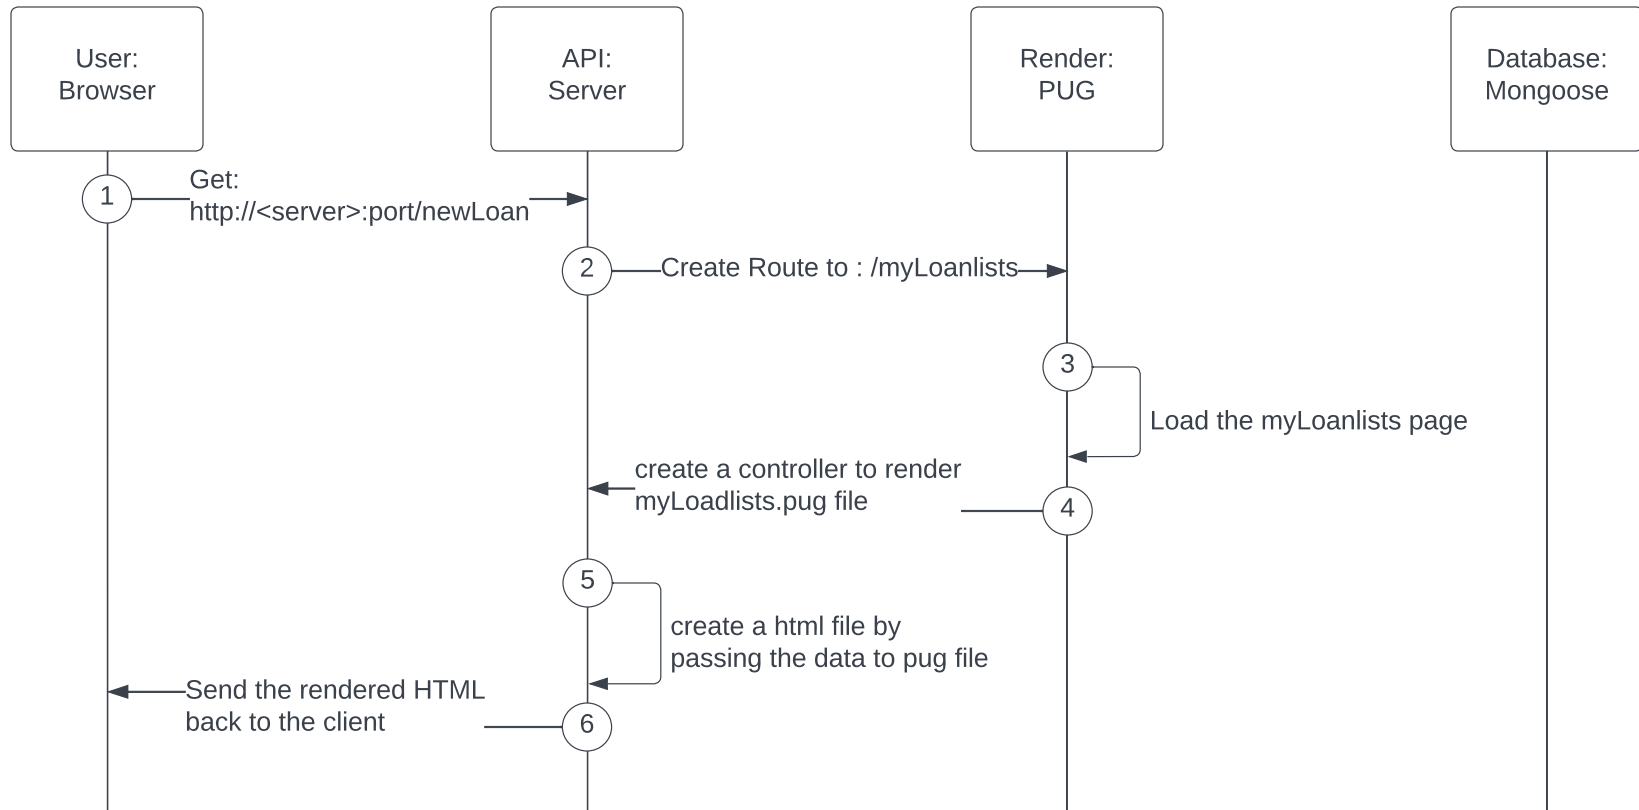 User:
Browser
API:
Server
Render:
PUG
Database:
Mongoose
1
Get:
http://<server>:port/newLoan
2
Create Route to : /myLoanlists
3
Load the myLoanlists page
create a controller to render
myLoadlists.pug file
4
5
create a html file by
passing the data to pug file
Send the rendered HTML
back to the client
6